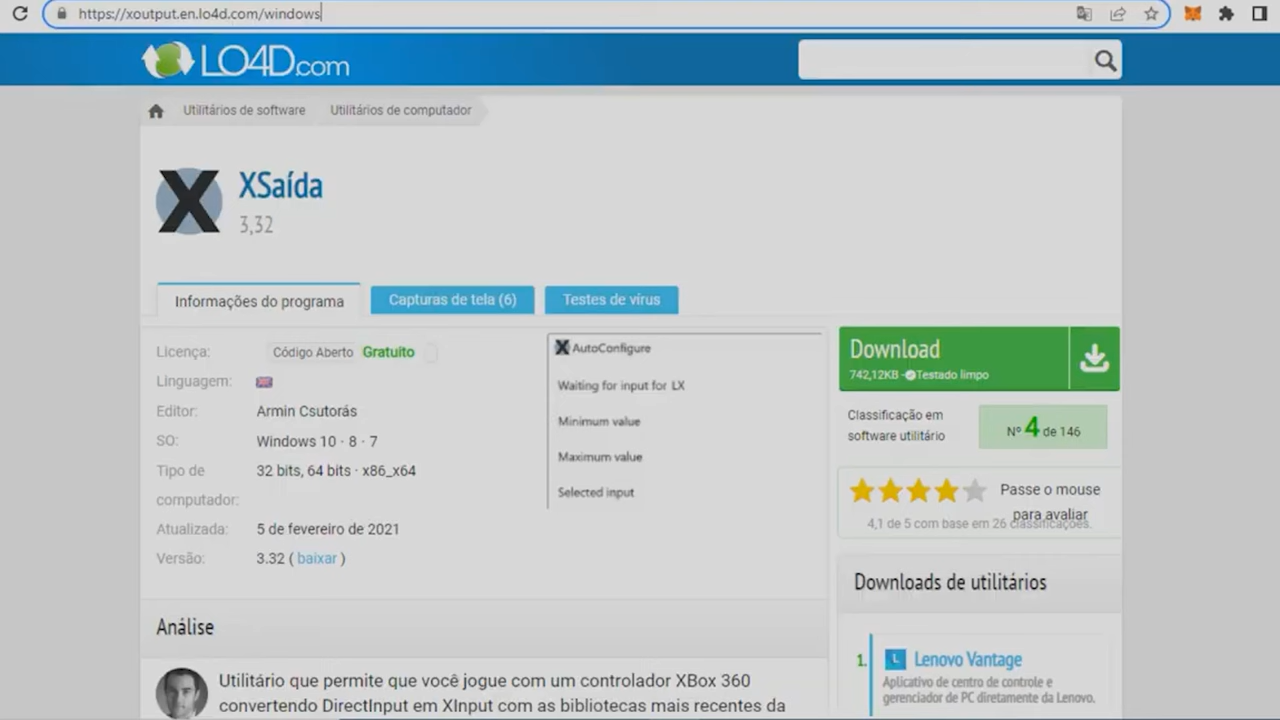 https://xoutput.en.lo4d.com/windows
LO4D.com
Utilitários de software
Utilitários de computador
XSaída
3,32
Informações do programa
Capturas de tela (6)
Testes de vírus
Licença:
Código Aberto Gratuito
Linguagem:
Editor:
Armin Csutorás
SO:
Windows 10 · 8 · 7
Tipo de
computador:
32 bits, 64 bits · x86_x64
Atualizada:
5 de fevereiro de 2021
Versão:
3.32 ( baixar )
AutoConfigure
Waiting for input for LX
Minimum value
Maximum value
Selected input
Download
742,12KB - Testado limpo
Classificação em
software utilitário
Nº 4 de 146
Passe o mouse
para avaliar
4,1 de 5 com base em 26 classificações.
Downloads de utilitários
1. L Lenovo Vantage
Aplicativo de centro de controle e
gerenciador de PC diretamente da Lenovo.
Análise
Utilitário que permite que você jogue com um controlador XBox 360
convertendo DirectInput em XInput com as bibliotecas mais recentes da